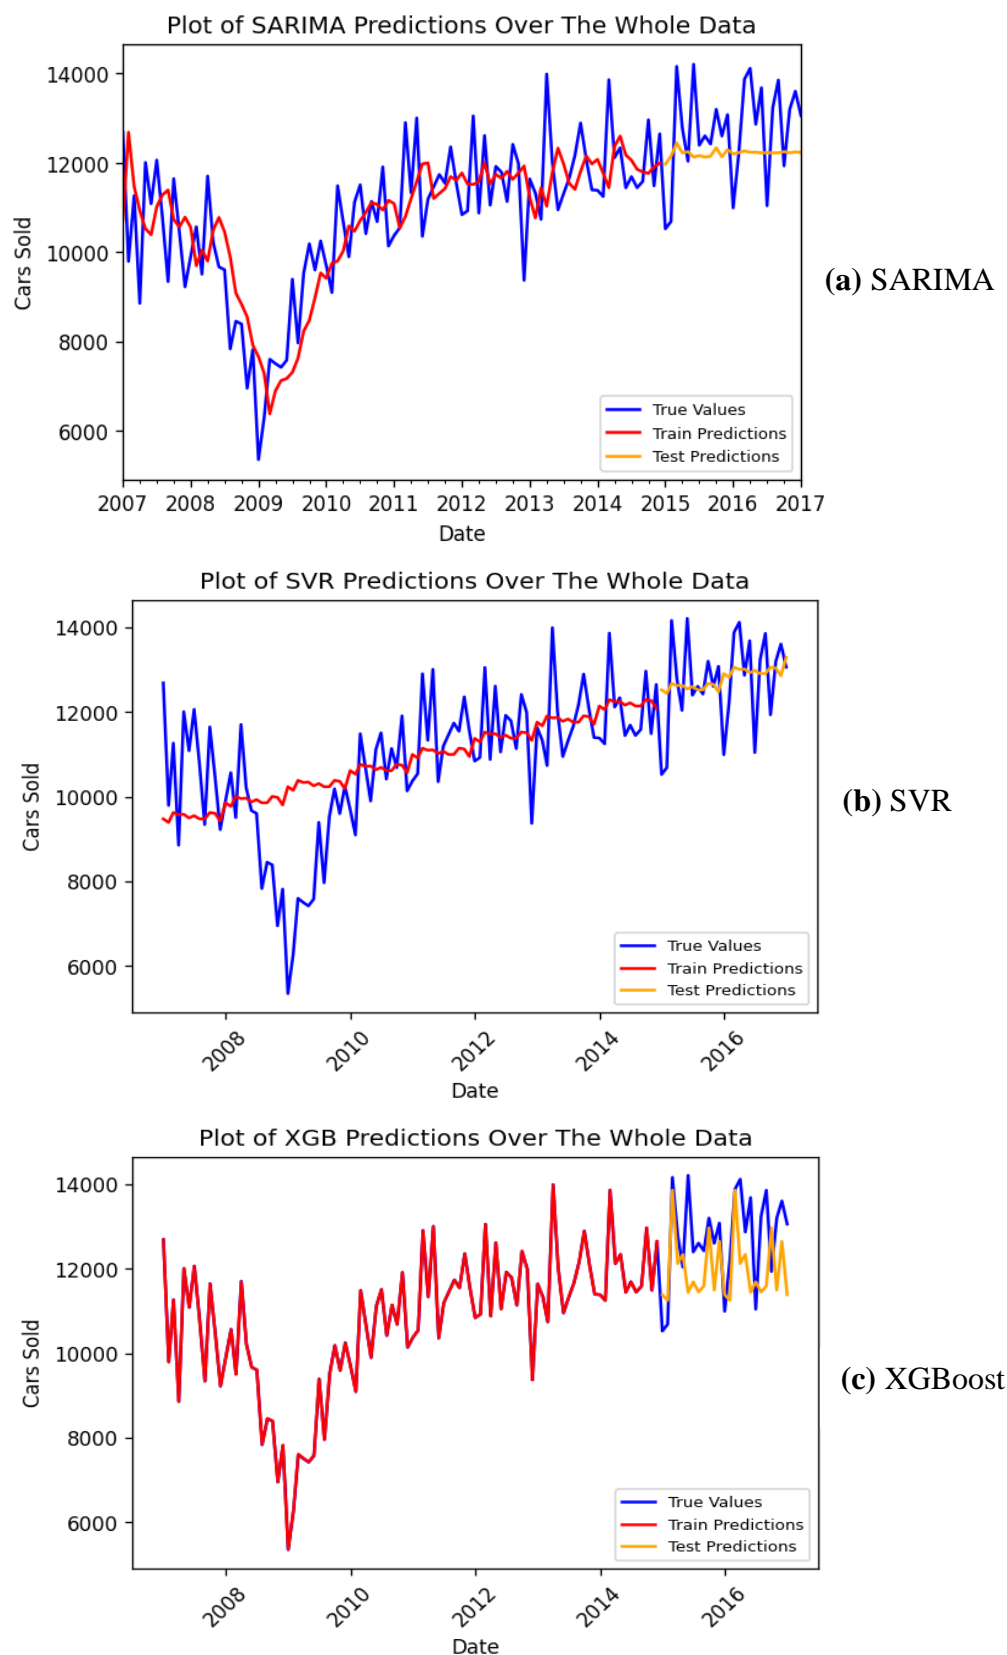 Plot of SARIMA Predictions Over The Whole Data
14000
12000
10000
8000
6000
Cars Sold
True Values
Train Predictions
Test Predictions
2007 2008 2009 2010 2011 2012 2013 2014 2015 2016 2017
Date
(a) SARIMA
Plot of SVR Predictions Over The Whole Data
14000
12000
10000
8000
6000
Cars Sold
True Values
Train Predictions
Test Predictions
2008 2010 2012 2014 2016
Date
(b) SVR
Plot of XGB Predictions Over The Whole Data
14000
12000
10000
8000
6000
Cars Sold
True Values
Train Predictions
Test Predictions
2008 2010 2012 2014 2016
Date
(c) XGBoost